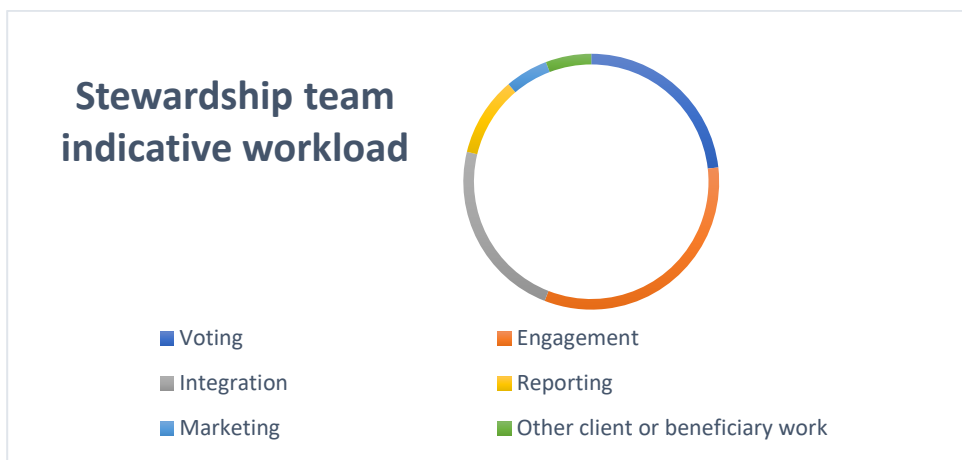 Stewardship team
indicative workload
Voting
Engagement
Integration
Reporting
Marketing
Other client or beneficiary work